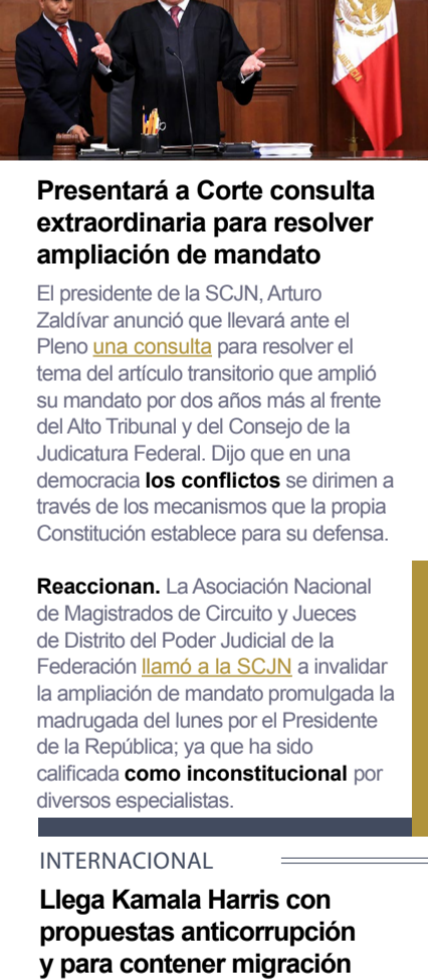 Presentará a Corte consulta
extraordinaria para resolver
ampliación de mandato
El presidente de la SCJN, Arturo
Zaldívar anunció que llevará ante el
Pleno una consulta para resolver el
tema del artículo transitorio que amplió
su mandato por dos años más al frente
del Alto Tribunal y del Consejo de la
Judicatura Federal. Dijo que en una
democracia los conflictos se dirimen a
través de los mecanismos que la propia
Constitución establece para su defensa.
Reaccionan. La Asociación Nacional
de Magistrados de Circuito y Jueces
de Distrito del Poder Judicial de la
Federación llamó a la SCJN a invalidar
la ampliación de mandato promulgada la
madrugada del lunes por el Presidente
de la República; ya que ha sido
calificada como inconstitucional por
diversos especialistas.
INTERNACIONAL
Llega Kamala Harris con
propuestas anticorrupción
y para contener migración